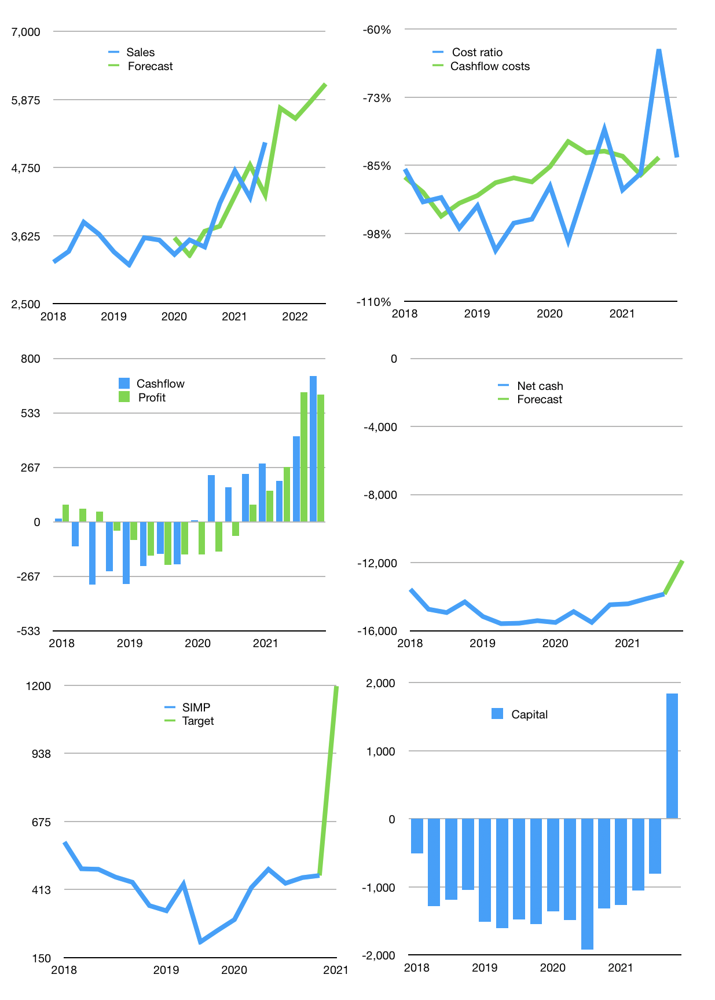 7,000
Sales
Forecast
5,875
4,750
3,625
2,500
2018 2019 2020 2021 2022
-60%
Cost ratio
Cashflow costs
-73%
-85%
-98%
-110%
2018 2019 2020 2021
800
Cashflow
Profit
533
267
0
-267
-533
2018 2019 2020 2021
0
Net cash
Forecast
-4,000
-8,000
-12,000
-16,000
2018 2019 2020 2021
1200
SIMP
Target
938
675
413
150
2018 2019 2020 2021
2,000
Capital
1,000
0
-1,000
-2,000
2018 2019 2020 2021